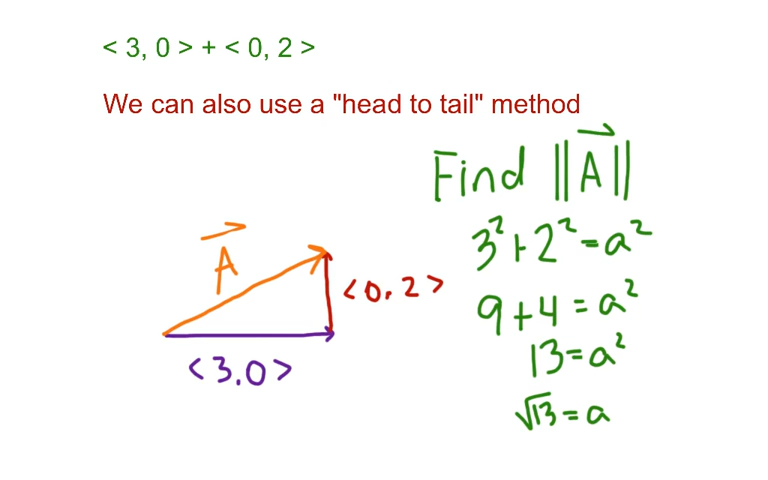 < 3, 0 > + < 0, 2 >
We can also use a "head to tail" method
Find ||A||
3² + 2² = a²
A
<0, 2>
9 + 4 = a²
13 = a²
<3,0>
√13 = a